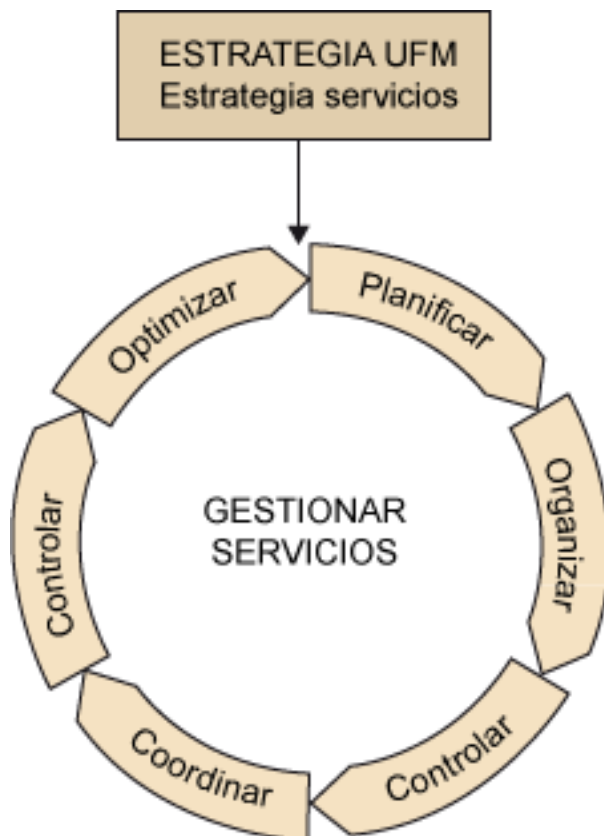 ESTRATEGIA UFM
Estrategia servicios
Planificar
Organizar
Controlar
Coordinar
Controlar
Optimizar
GESTIONAR
SERVICIOS